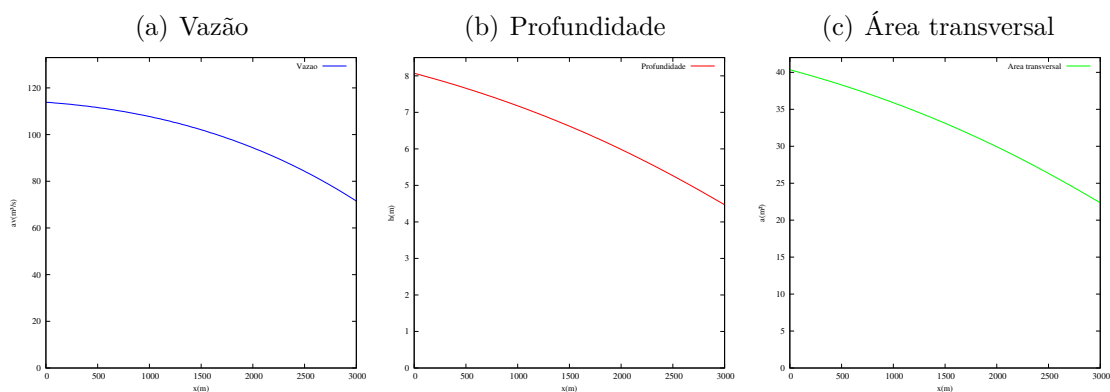 (a) Vazão
(b) Profundidade
(c) Área transversal
Vazao
120
100
80
60
40
20
0
av(m³/s)
0 500 1000 1500 2000 2500 3000
x(m)
Profundidade
8
7
6
5
4
3
2
1
0
h(m)
0 500 1000 1500 2000 2500 3000
x(m)
Area transversal
40
35
30
25
20
15
10
5
0
a(m²)
0 500 1000 1500 2000 2500 3000
x(m)